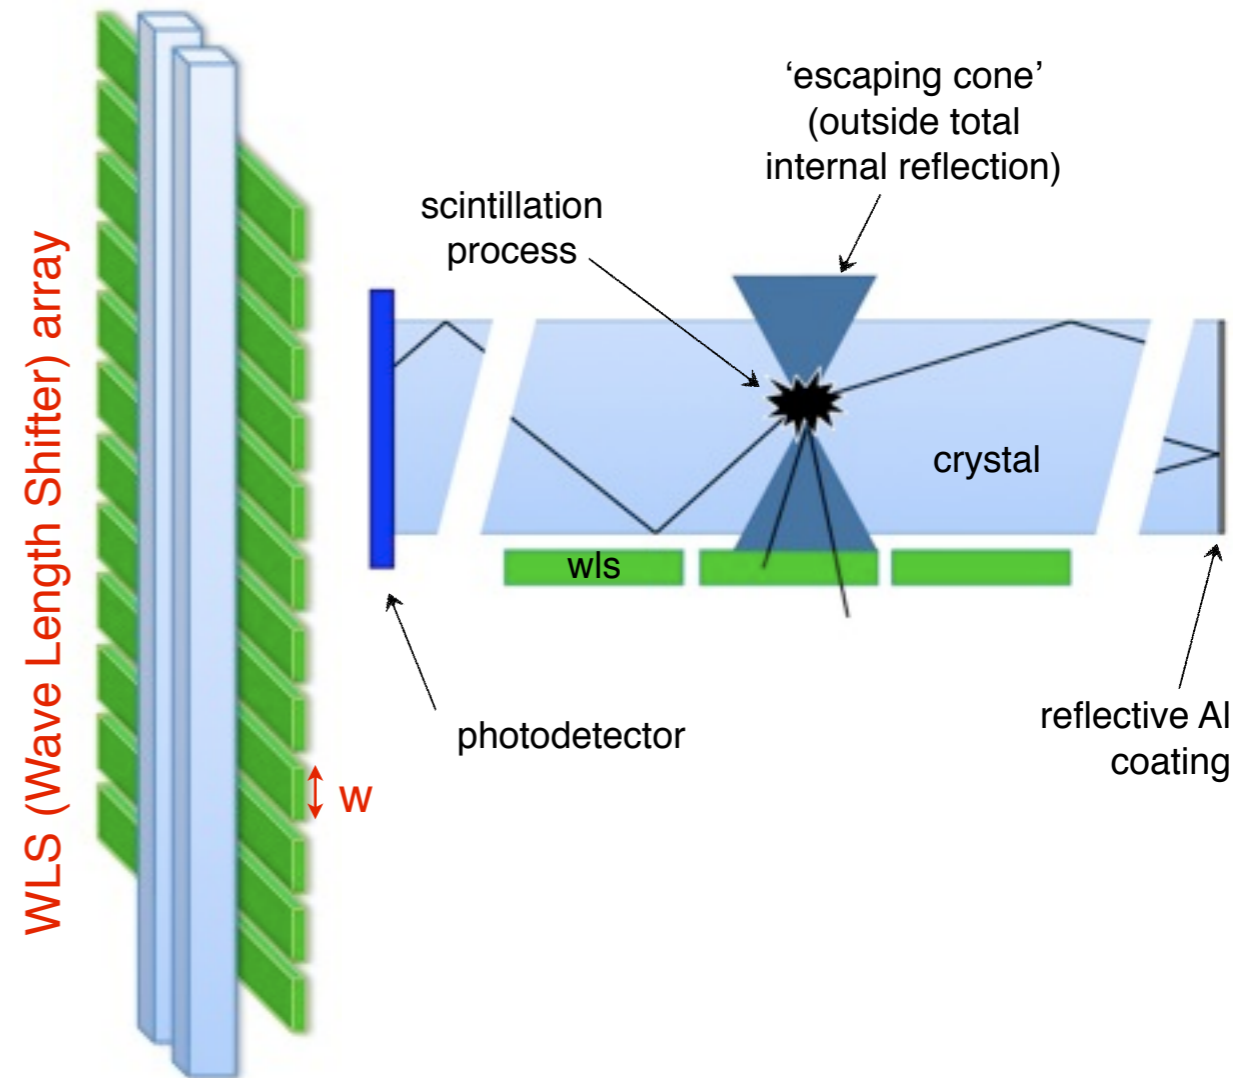 WLS (Wave Length Shifter) array
w
'escaping cone'
(outside total
internal reflection)
scintillation
process
crystal
wls
photodetector
reflective Al
coating